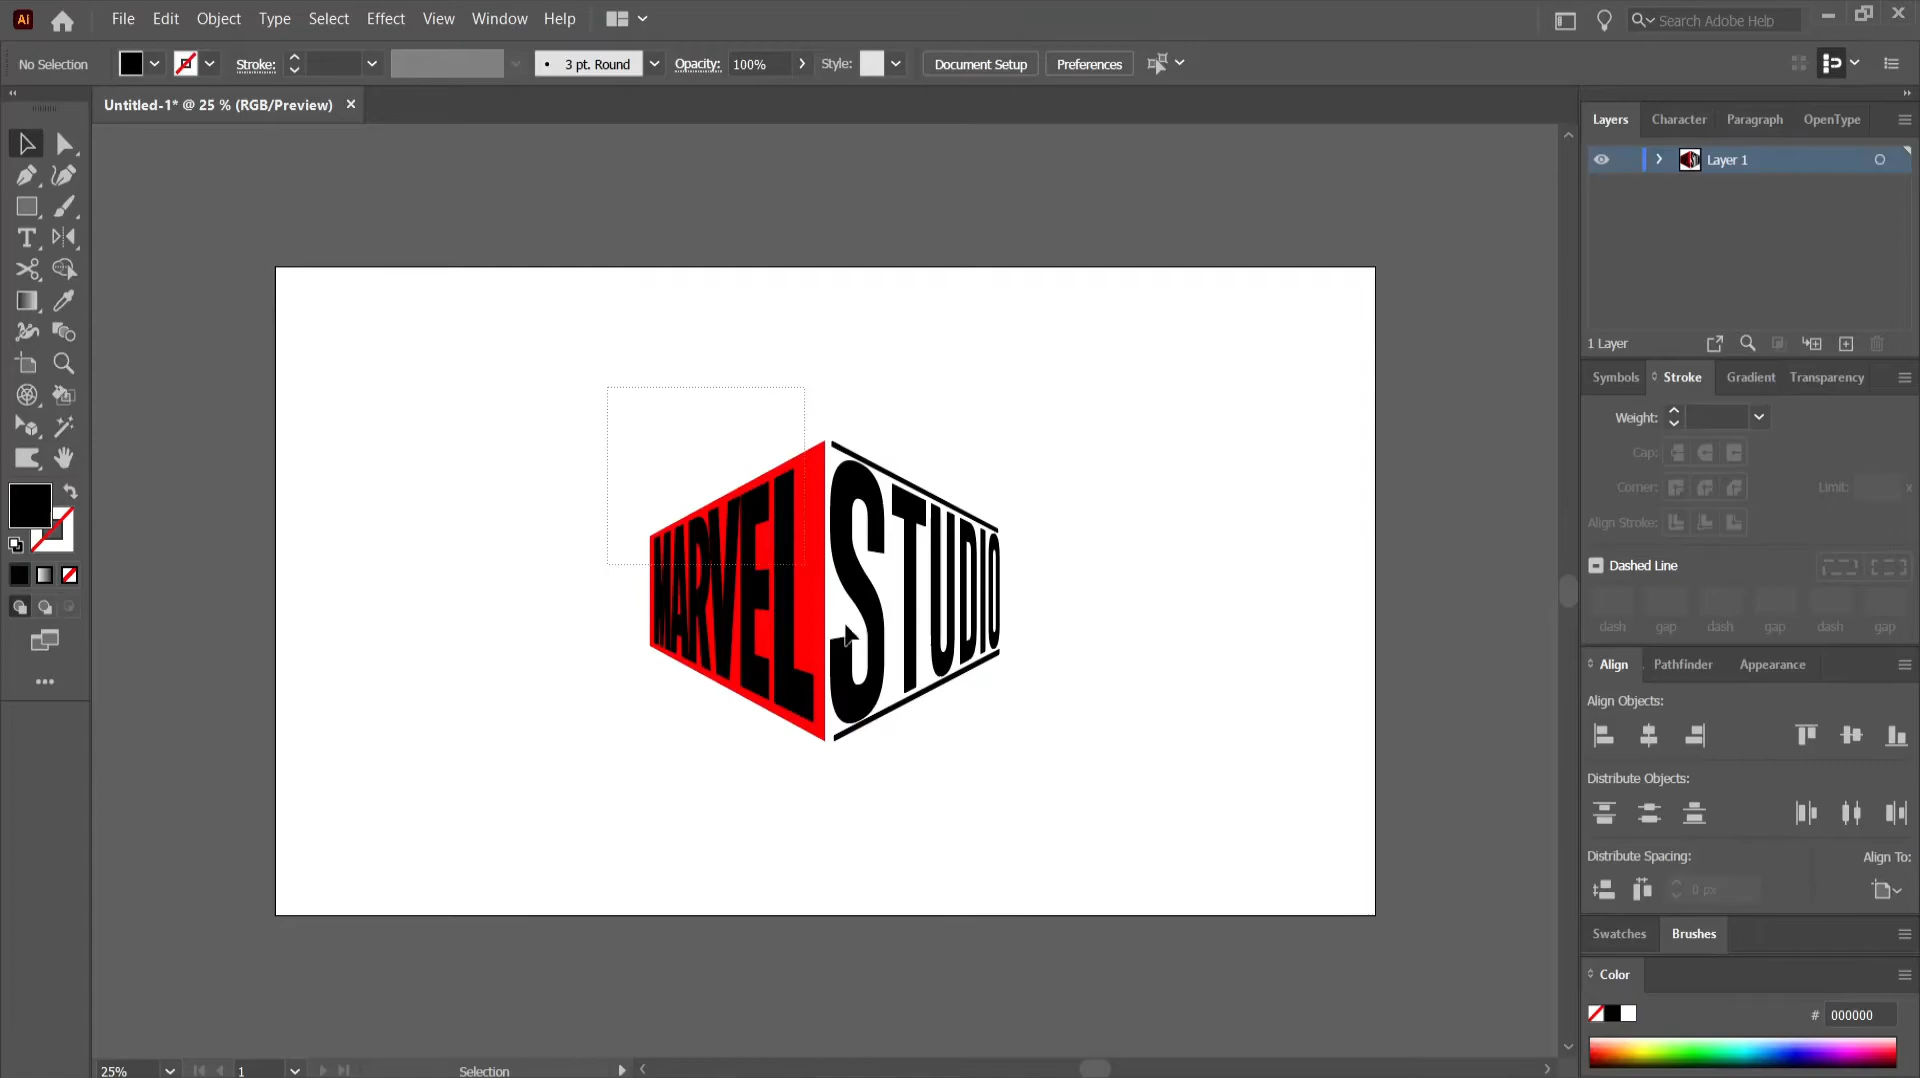 Ai
File Edit Object Type Select Effect View Window Help
Search Adobe Help
No Selection
Stroke:
3 pt. Round
Opacity: 100%
Style:
Document Setup
Preferences
Untitled-1* @ 25 % (RGB/Preview) ×
Layers Character Paragraph OpenType
Layer 1
1 Layer
Symbols Stroke Gradient Transparency
Weight:
Cap:
Corner:
Limit: x
Align Stroke:
Dashed Line
dash gap dash gap dash gap
Align Pathfinder Appearance
Align Objects:
Distribute Objects:
Distribute Spacing:
Align To:
0 px
Swatches Brushes
Color
# 000000
MARVEL STUDIO
25%
1
Selection